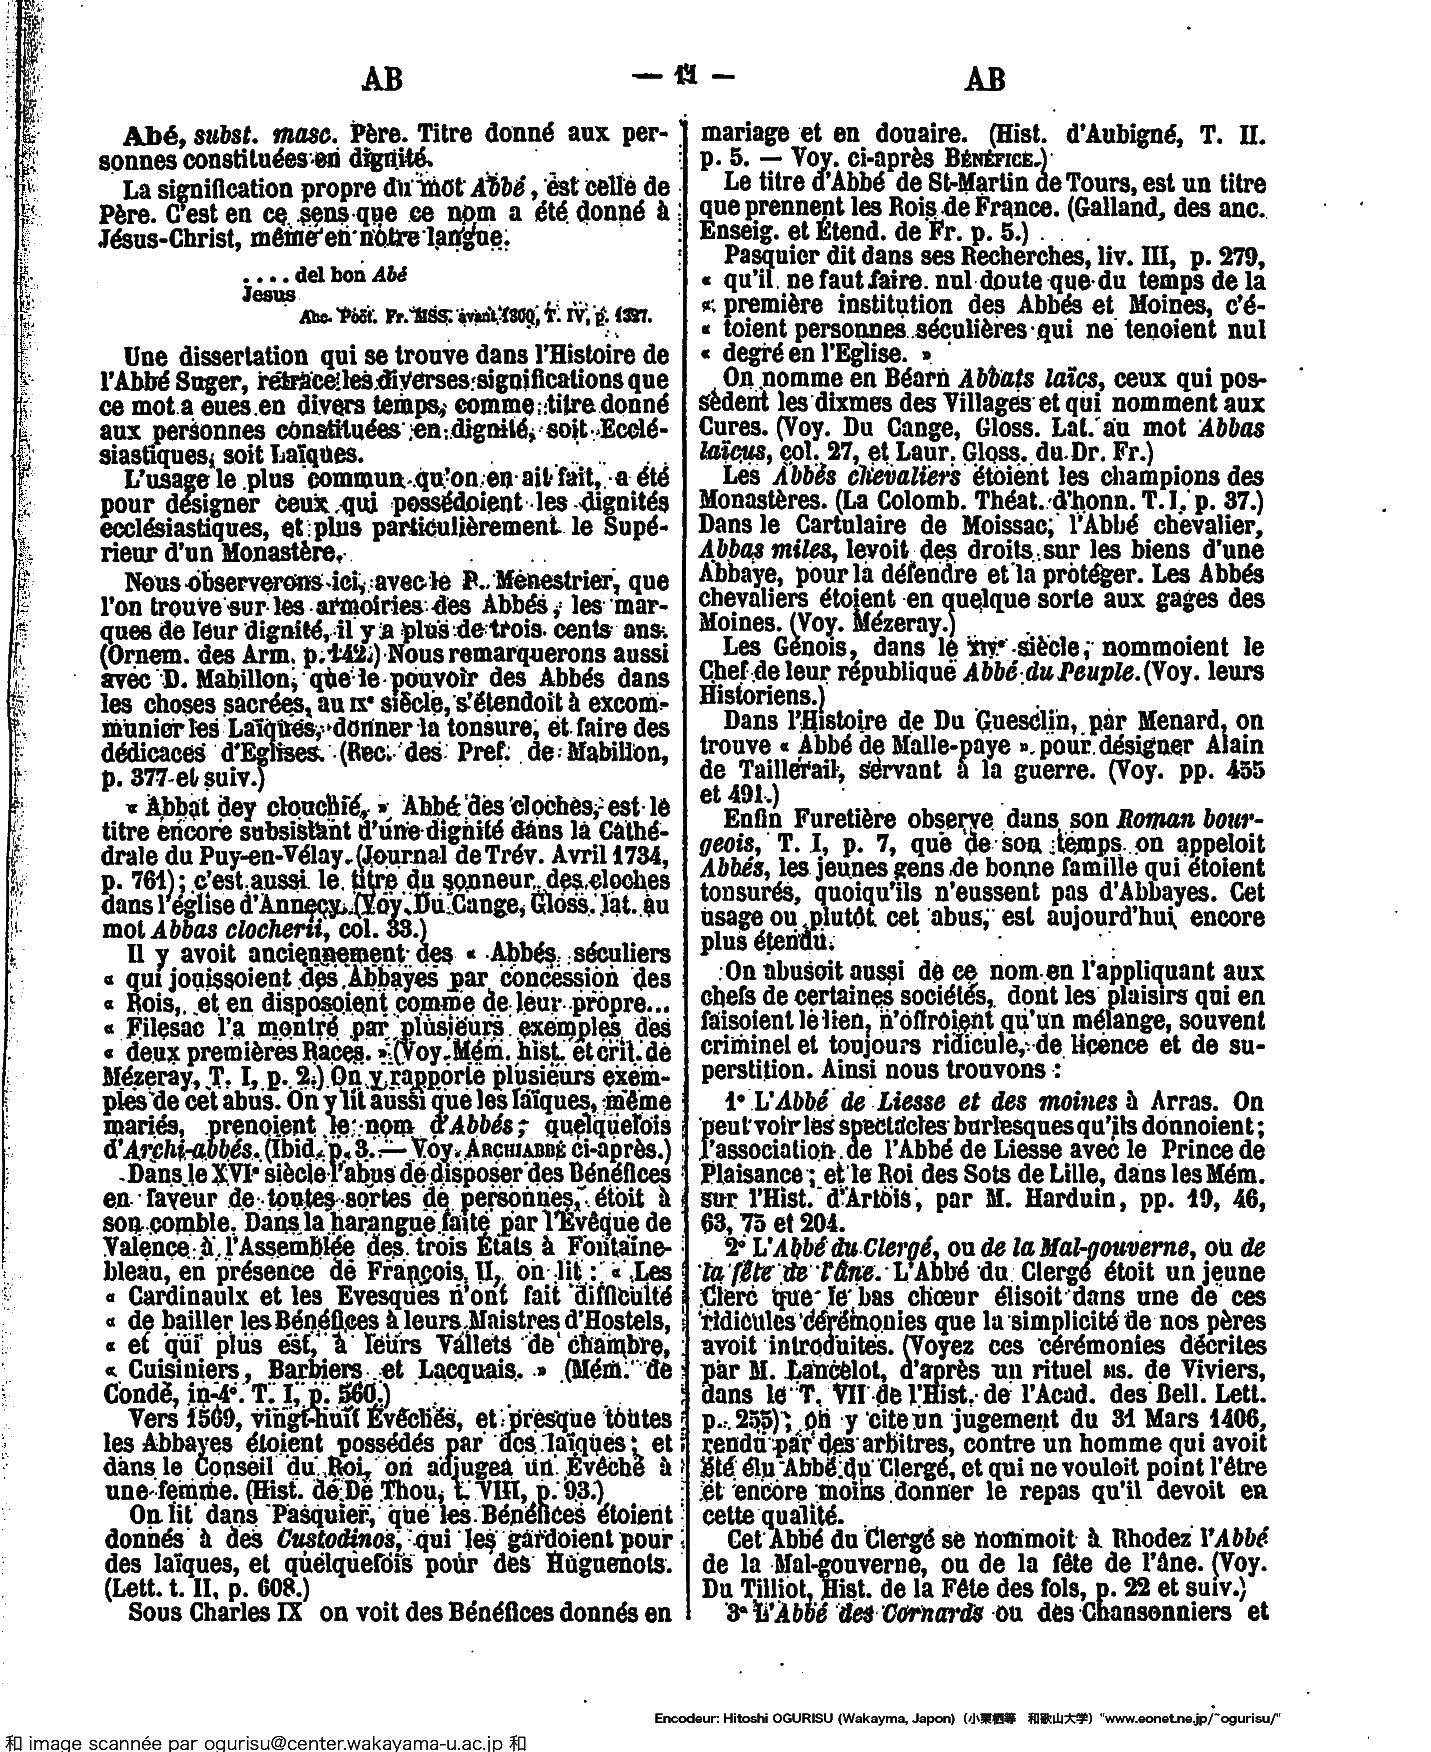 AB
— 11 —
AB
Abé, subst. masc. Père. Titre donné aux per-
sonnes constituées en dignité.
La signification propre du mot Abbé, est celle de
Père. C'est en ce sens que ce nom a été donné à
Jésus-Christ, même en notre langue.
.... del bon Abé
Jesus
Anc. Poët. Fr. MSS. avant 1300, T. IV, p. 1327.
Une dissertation qui se trouve dans l'Histoire de
l'Abbé Suger, retrace les diverses significations que
ce mot a eues en divers temps, comme titre donné
aux personnes constituées en dignité, soit Ecclé-
siastiques, soit Laïques.
L'usage le plus commun qu'on en ait fait, a été
pour désigner ceux qui possédoient les dignités
ecclésiastiques, et plus particulièrement le Supé-
rieur d'un Monastère.
Nous observerons ici, avec le P. Menestrier, que
l'on trouve sur les armoiries des Abbés, les mar-
ques de leur dignité, il y a plus de trois cents ans.
(Ornem. des Arm. p. 142.) Nous remarquerons aussi
avec D. Mabillon, que le pouvoir des Abbés dans
les choses sacrées, au IXe siècle, s'étendoit à excom-
munier les Laïques, donner la tonsure, et faire des
dédicaces d'Eglises. (Rec. des Pref. de Mabillon,
p. 377 et suiv.)
« Abbat dey clouchié, » Abbé des cloches, est le
titre encore subsistant d'une dignité dans la Cathé-
drale du Puy-en-Vélay. (Journal de Trév. Avril 1734,
p. 761); c'est aussi le titre du sonneur des cloches
dans l'église d'Annecy. (Voy. Du Cange, Gloss. lat. au
mot Abbas clocherii, col. 33.)
Il y avoit anciennement des « Abbés séculiers
« qui jouissoient des Abbayes par concession des
« Rois, et en disposoient comme de leur propre...
« Filesac l'a montré par plusieurs exemples des
« deux premières Races. » (Voy. Mém. hist. et crit. de
Mézeray, T. I, p. 2.) On y rapporte plusieurs exem-
ples de cet abus. On y lit aussi que les laïques, même
mariés, prenoient le nom d'Abbés, quelquefois
d'Archi-abbés. (Ibid. p. 3. — Voy. ARCHIABBÉ ci-après.)
Dans le XVIe siècle l'abus de disposer des Bénéfices
en faveur de toutes sortes de personnes, étoit à
son comble. Dans la harangue faite par l'Evêque de
Valence à l'Assemblée des trois États à Fontaine-
bleau, en présence de François II, on lit : « Les
« Cardinaulx et les Evesques n'ont fait difficulté
« de bailler les Bénéfices à leurs Maistres d'Hostels,
« et qui plus est, à leurs Vallets de chambre,
« Cuisiniers, Barbiers et Lacquais. » (Mém. de
Condé, in-4°. T. I, p. 560.)
Vers 1569, vingt-huit Evêchés, et presque toutes
les Abbayes étoient possédés par des laïques; et
dans le Conseil du Roi, on adjugea un Évêché à
une femme. (Hist. de De Thou, t. VIII, p. 93.)
On lit dans Pasquier, que les Bénéfices étoient
donnés à des Custodinos, qui les gardoient pour
des laïques, et quelquefois pour des Huguenots.
(Lett. t. II, p. 608.)
Sous Charles IX on voit des Bénéfices donnés en
mariage et en douaire. (Hist. d'Aubigné, T. II.
p. 5. — Voy. ci-après BÉNÉFICE.)
Le titre d'Abbé de St-Martin de Tours, est un titre
que prennent les Rois de France. (Galland, des anc.
Enseig. et Étend. de Fr. p. 5.)
Pasquier dit dans ses Recherches, liv. III, p. 279,
« qu'il ne faut faire nul doute que du temps de la
« première institution des Abbés et Moines, c'é-
« toient personnes séculières qui ne tenoient nul
« degré en l'Eglise. »
On nomme en Béarn Abbats laïcs, ceux qui pos-
sèdent les dixmes des Villages et qui nomment aux
Cures. (Voy. Du Cange, Gloss. Lat. au mot Abbas
laïcus, col. 27, et Laur. Gloss. du Dr. Fr.)
Les Abbés chevaliers étoient les champions des
Monastères. (La Colomb. Théat. d'honn. T. I, p. 37.)
Dans le Cartulaire de Moissac, l'Abbé chevalier,
Abbas miles, levoit des droits sur les biens d'une
Abbaye, pour la défendre et la protéger. Les Abbés
chevaliers étoient en quelque sorte aux gages des
Moines. (Voy. Mézeray.)
Les Génois, dans le XIVe siècle, nommoient le
Chef de leur république Abbé du Peuple. (Voy. leurs
Historiens.)
Dans l'Histoire de Du Guesclin, par Menard, on
trouve « Abbé de Malle-paye » pour désigner Alain
de Taillerail, servant à la guerre. (Voy. pp. 455
et 491.)
Enfin Furetière observe dans son Roman bour-
geois, T. I, p. 7, que de son temps on appeloit
Abbés, les jeunes gens de bonne famille qui étoient
tonsurés, quoiqu'ils n'eussent pas d'Abbayes. Cet
usage ou plutôt cet abus, est aujourd'hui encore
plus étendu.
On abusoit aussi de ce nom en l'appliquant aux
chefs de certaines sociétés, dont les plaisirs qui en
faisoient le lien, n'offroient qu'un mélange, souvent
criminel et toujours ridicule, de licence et de su-
perstition. Ainsi nous trouvons :
1° L'Abbé de Liesse et des moines à Arras. On
peut voir les spectacles burlesques qu'ils donnoient;
l'association de l'Abbé de Liesse avec le Prince de
Plaisance; et le Roi des Sots de Lille, dans les Mém.
sur l'Hist. d'Artois, par M. Harduin, pp. 19, 46,
63, 75 et 204.
2° L'Abbé du Clergé, ou de la Mal-gouverne, ou de
la fête de l'âne. L'Abbé du Clergé étoit un jeune
Clerc que le bas chœur élisoit dans une de ces
ridicules cérémonies que la simplicité de nos pères
avoit introduites. (Voyez ces cérémonies décrites
par M. Lancelot, d'après un rituel MS. de Viviers,
dans le T. VII de l'Hist. de l'Acad. des Bell. Lett.
p. 255); on y cite un jugement du 31 Mars 1406,
rendu par des arbitres, contre un homme qui avoit
été élu Abbé du Clergé, et qui ne vouloit point l'être
et encore moins donner le repas qu'il devoit en
cette qualité.
Cet Abbé du Clergé se nommoit à Rhodez l'Abbé
de la Mal-gouverne, ou de la fête de l'âne. (Voy.
Du Tilliot, Hist. de la Fête des fols, p. 22 et suiv.)
3° L'Abbé des Cornards ou des Chansonniers et
Encodeur: Hitoshi OGURISU (Wakayma, Japon) (小栗栖等 和歌山大学) "www.eonet.ne.jp/~ogurisu/"
和 image scannée par ogurisu@center.wakayama-u.ac.jp 和